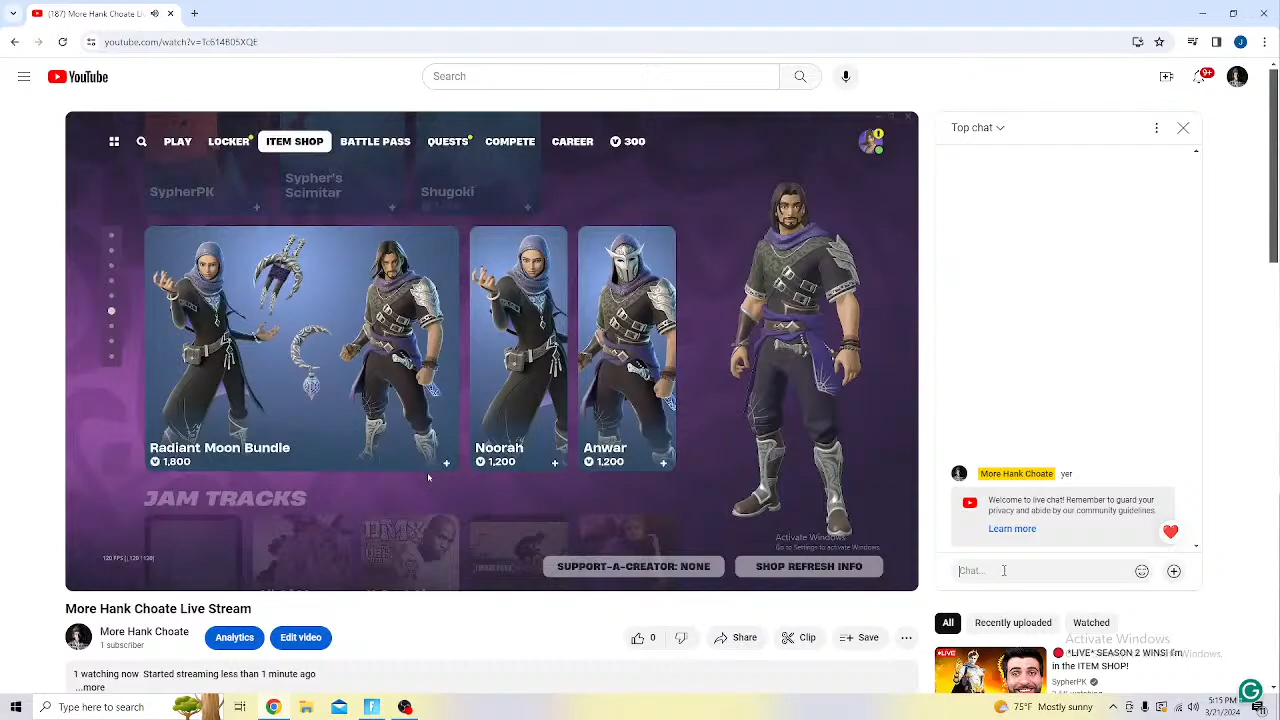 (187) More Hank Choate Li
youtube.com/watch?v=Tc614B05XQE
YouTube
Search
9+
Top chat
PLAY LOCKER ITEM SHOP BATTLE PASS QUESTS COMPETE CAREER 300
SypherPK
Sypher's
Scimitar
Shugoki
Radiant Moon Bundle
1,800
Noorah
1,200
Anwar
1,200
JAM TRACKS
120 FPS
Activate Windows
Go to Settings to activate Windows.
SUPPORT-A-CREATOR: NONE
SHOP REFRESH INFO
More Hank Choate yer
Welcome to live chat! Remember to guard your
privacy and abide by our community guidelines.
Learn more
Chat...
More Hank Choate Live Stream
More Hank Choate
1 subscriber
Analytics
Edit video
0
Share
Clip
Save
1 watching now Started streaming less than 1 minute ago
...more
All
Recently uploaded
Watched
Activate Windows
*LIVE* SEASON 2 WINS! I'm
in the ITEM SHOP!
LIVE
SypherPK
Type here to search
75°F Mostly sunny
5:15 PM
3/21/2024